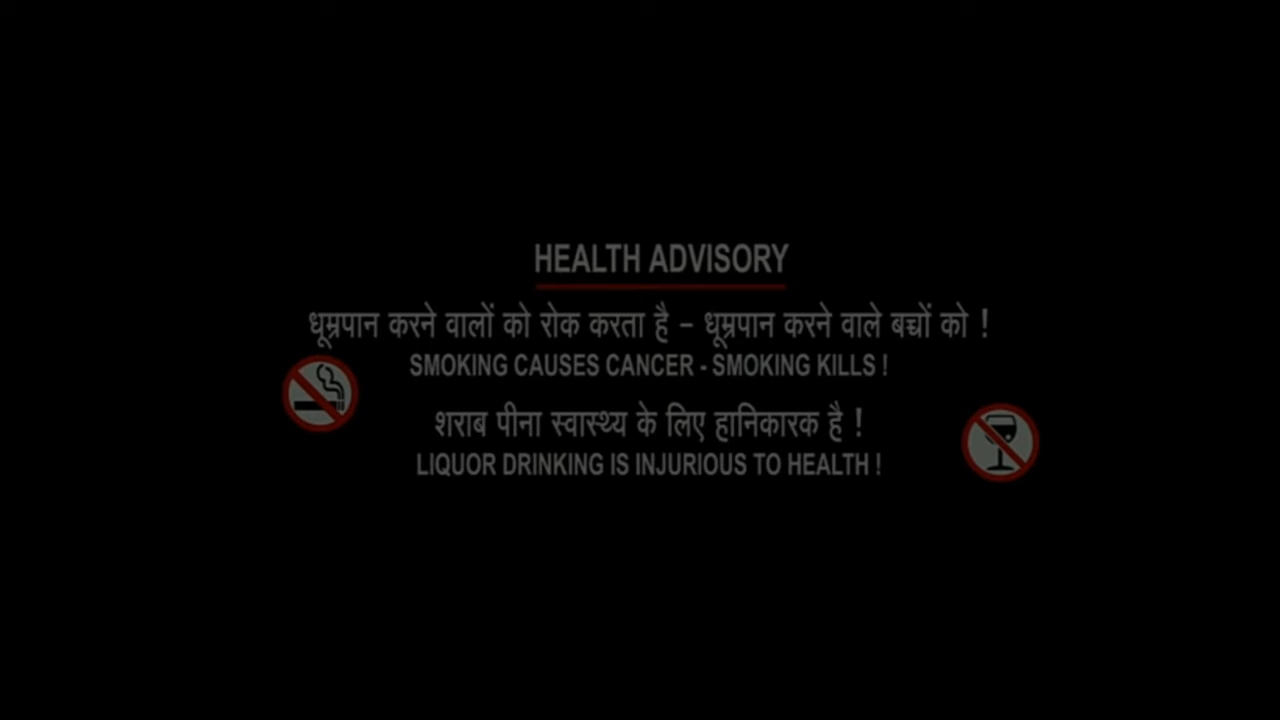 HEALTH ADVISORY
धूम्रपान करने वालों को रोक करता है – धूम्रपान करने वाले बच्चों को !
SMOKING CAUSES CANCER - SMOKING KILLS !
शराब पीना स्वास्थ्य के लिए हानिकारक है !
LIQUOR DRINKING IS INJURIOUS TO HEALTH !